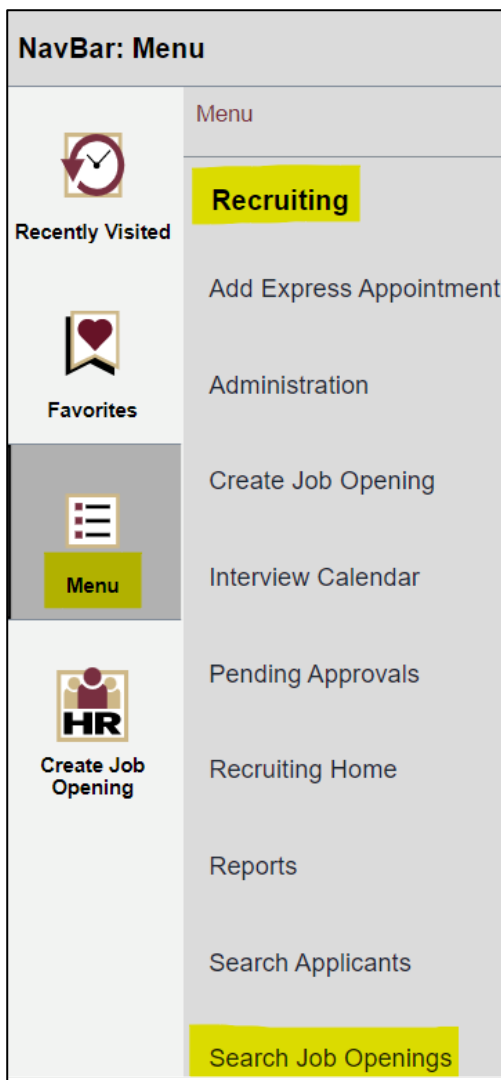 NavBar: Menu
Recently Visited
Favorites
Menu
HR
Create Job
Opening
Menu
Recruiting
Add Express Appointment
Administration
Create Job Opening
Interview Calendar
Pending Approvals
Recruiting Home
Reports
Search Applicants
Search Job Openings